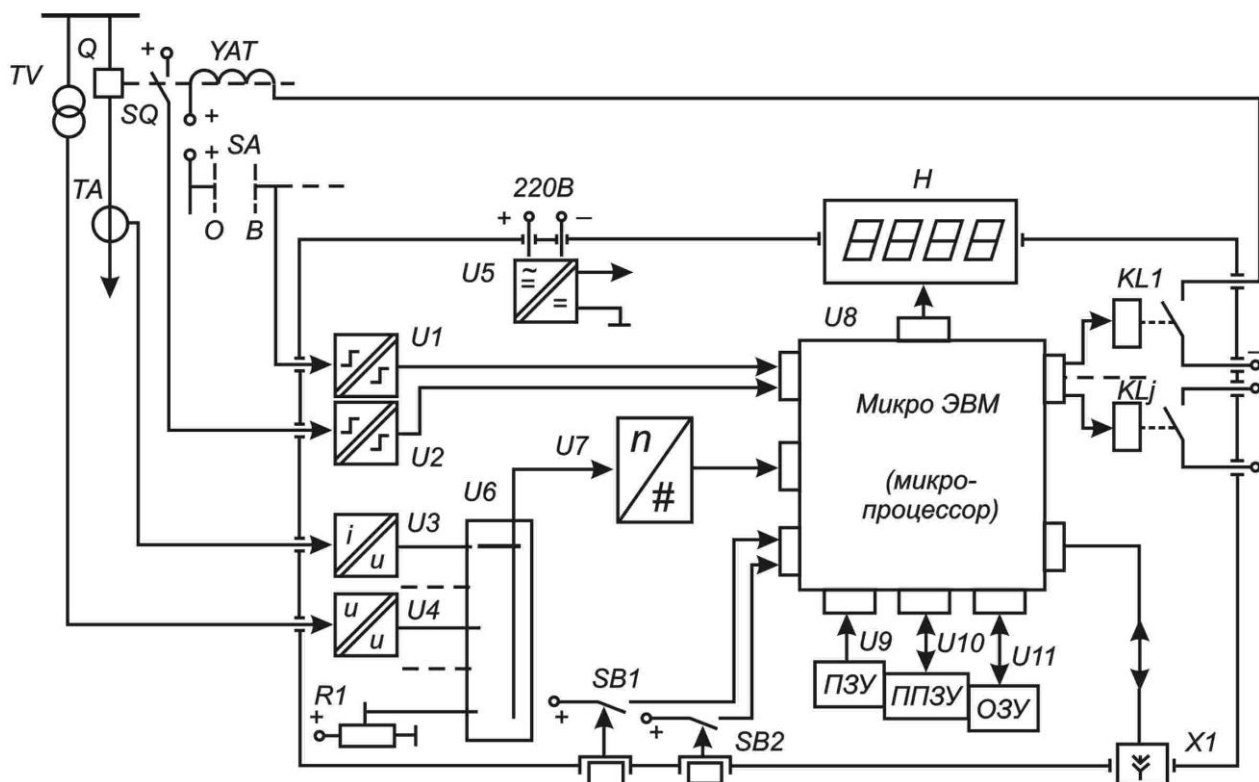 Q
+
YAT
TV
SQ
+
+
SA
TA
O
B
220В
+
–
H
U5
~
=
=
8888
KL1
U1
U8
–
U2
Микро ЭВМ
KLj
U7
n
#
(микро-
процессор)
U6
i
u
U3
u
u
U4
U9
U10
U11
ПЗУ
ППЗУ
ОЗУ
R1
+
SB1
+
+
SB2
X1